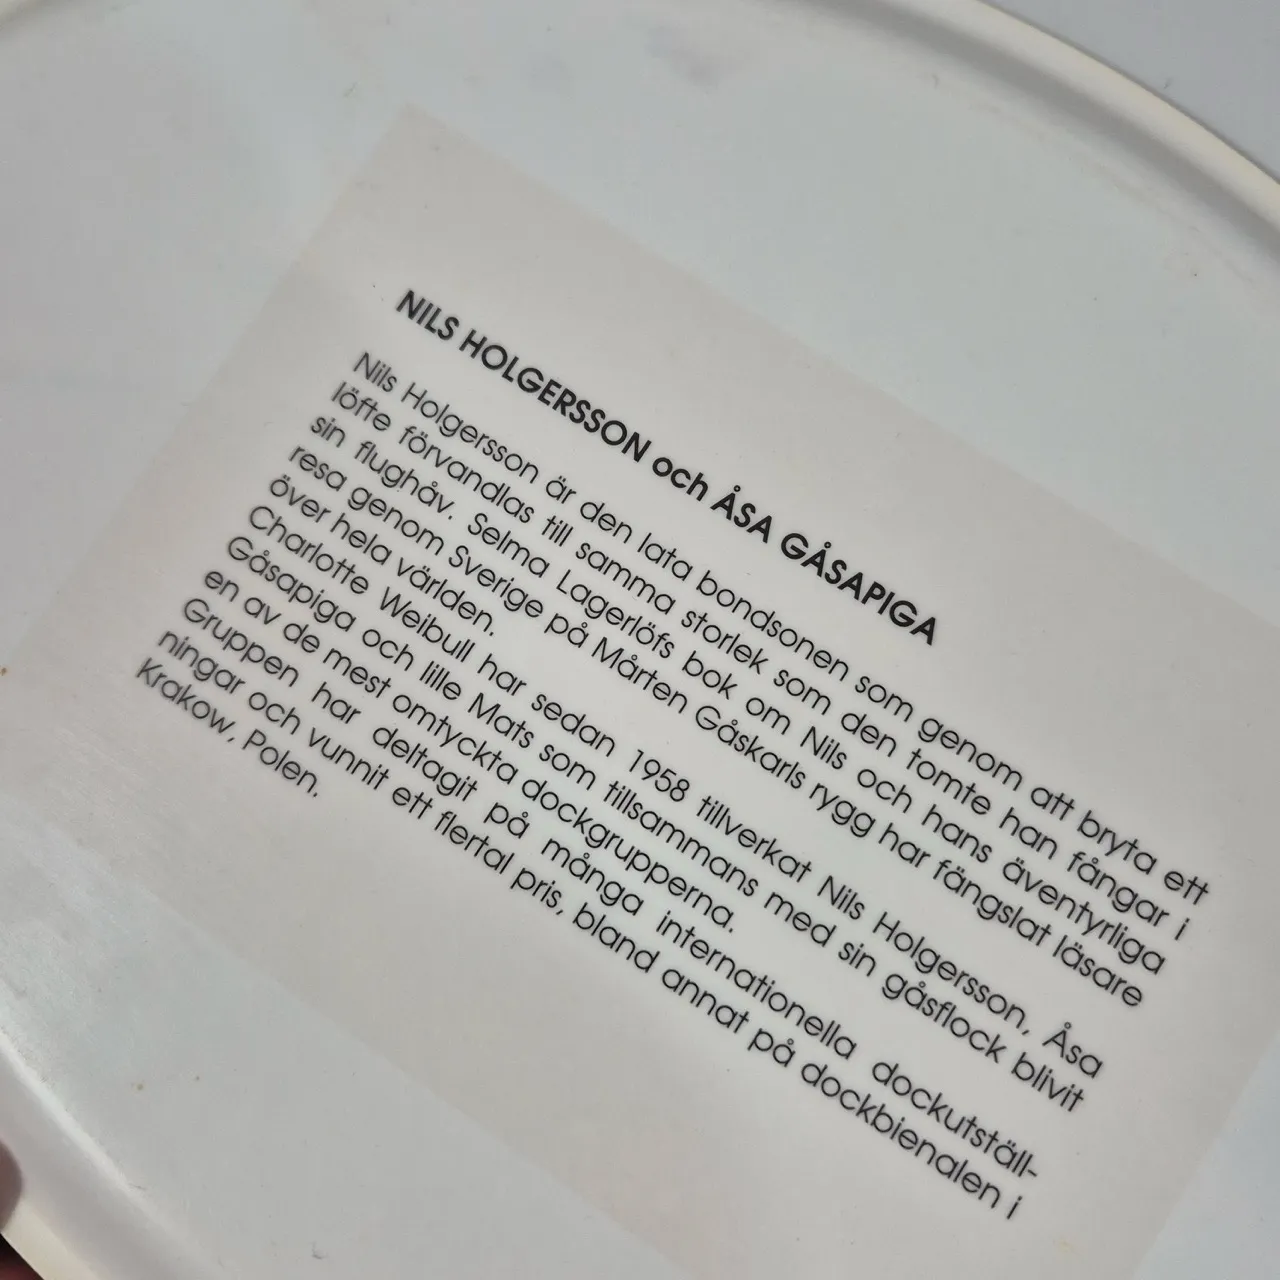 NILS HOLGERSSON och ÅSA GÅSAPIGA
Nils Holgersson är den lata bondsonen som genom att bryta ett
löfte förvandlas till samma storlek som den tomte han fångar i
sin flughåv. Selma Lagerlöfs bok om Nils och hans äventyrliga
resa genom Sverige på Mårten Gåskarls rygg har fängslat läsare
över hela världen.
Charlotte Weibull har sedan 1958 tillverkat Nils Holgersson, Åsa
Gåsapiga och lille Mats som tillsammans med sin gåsflock blivit
en av de mest omtyckta dockgrupperna.
Gruppen har deltagit på många internationella dockutställ-
ningar och vunnit ett flertal pris, bland annat på dockbienalen i
Krakow, Polen.